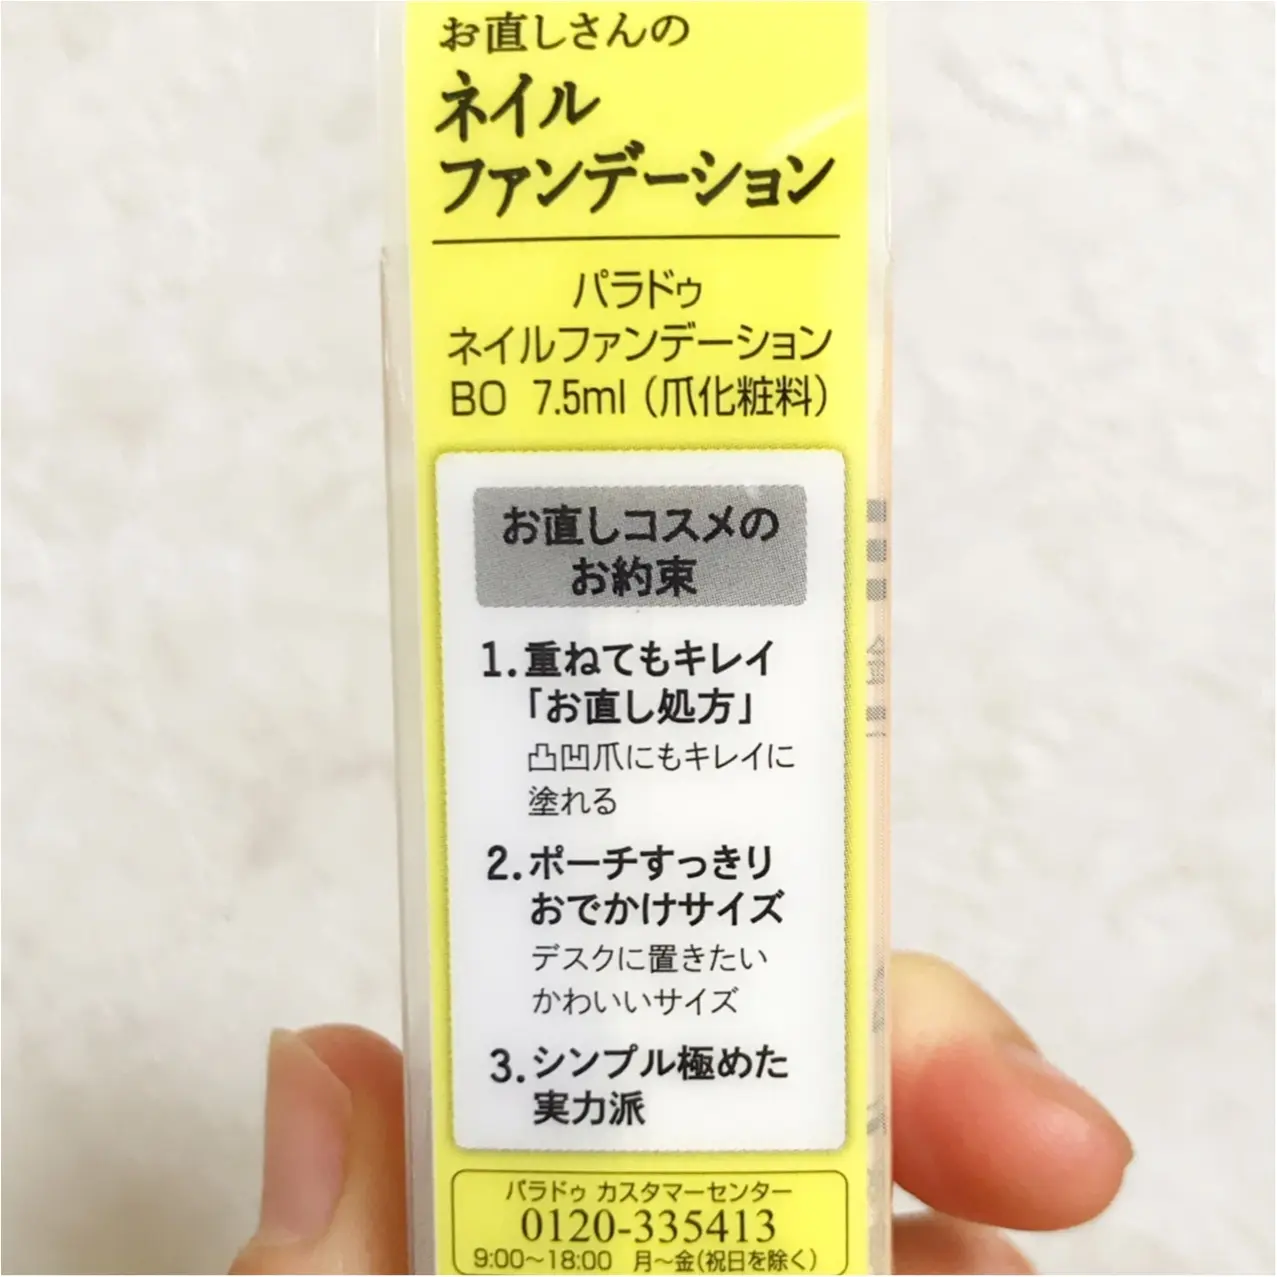 お直しさんの
ネイル
ファンデーション
パラドゥ
ネイルファンデーション
BO 7.5ml（爪化粧料）
お直しコスメの
お約束
1.重ねてもキレイ
「お直し処方」
凸凹爪にもキレイに
塗れる
2.ポーチすっきり
おでかけサイズ
デスクに置きたい
かわいいサイズ
3.シンプル極めた
実力派
パラドゥ カスタマーセンター
0120-335413
9:00～18:00 月～金(祝日を除く)